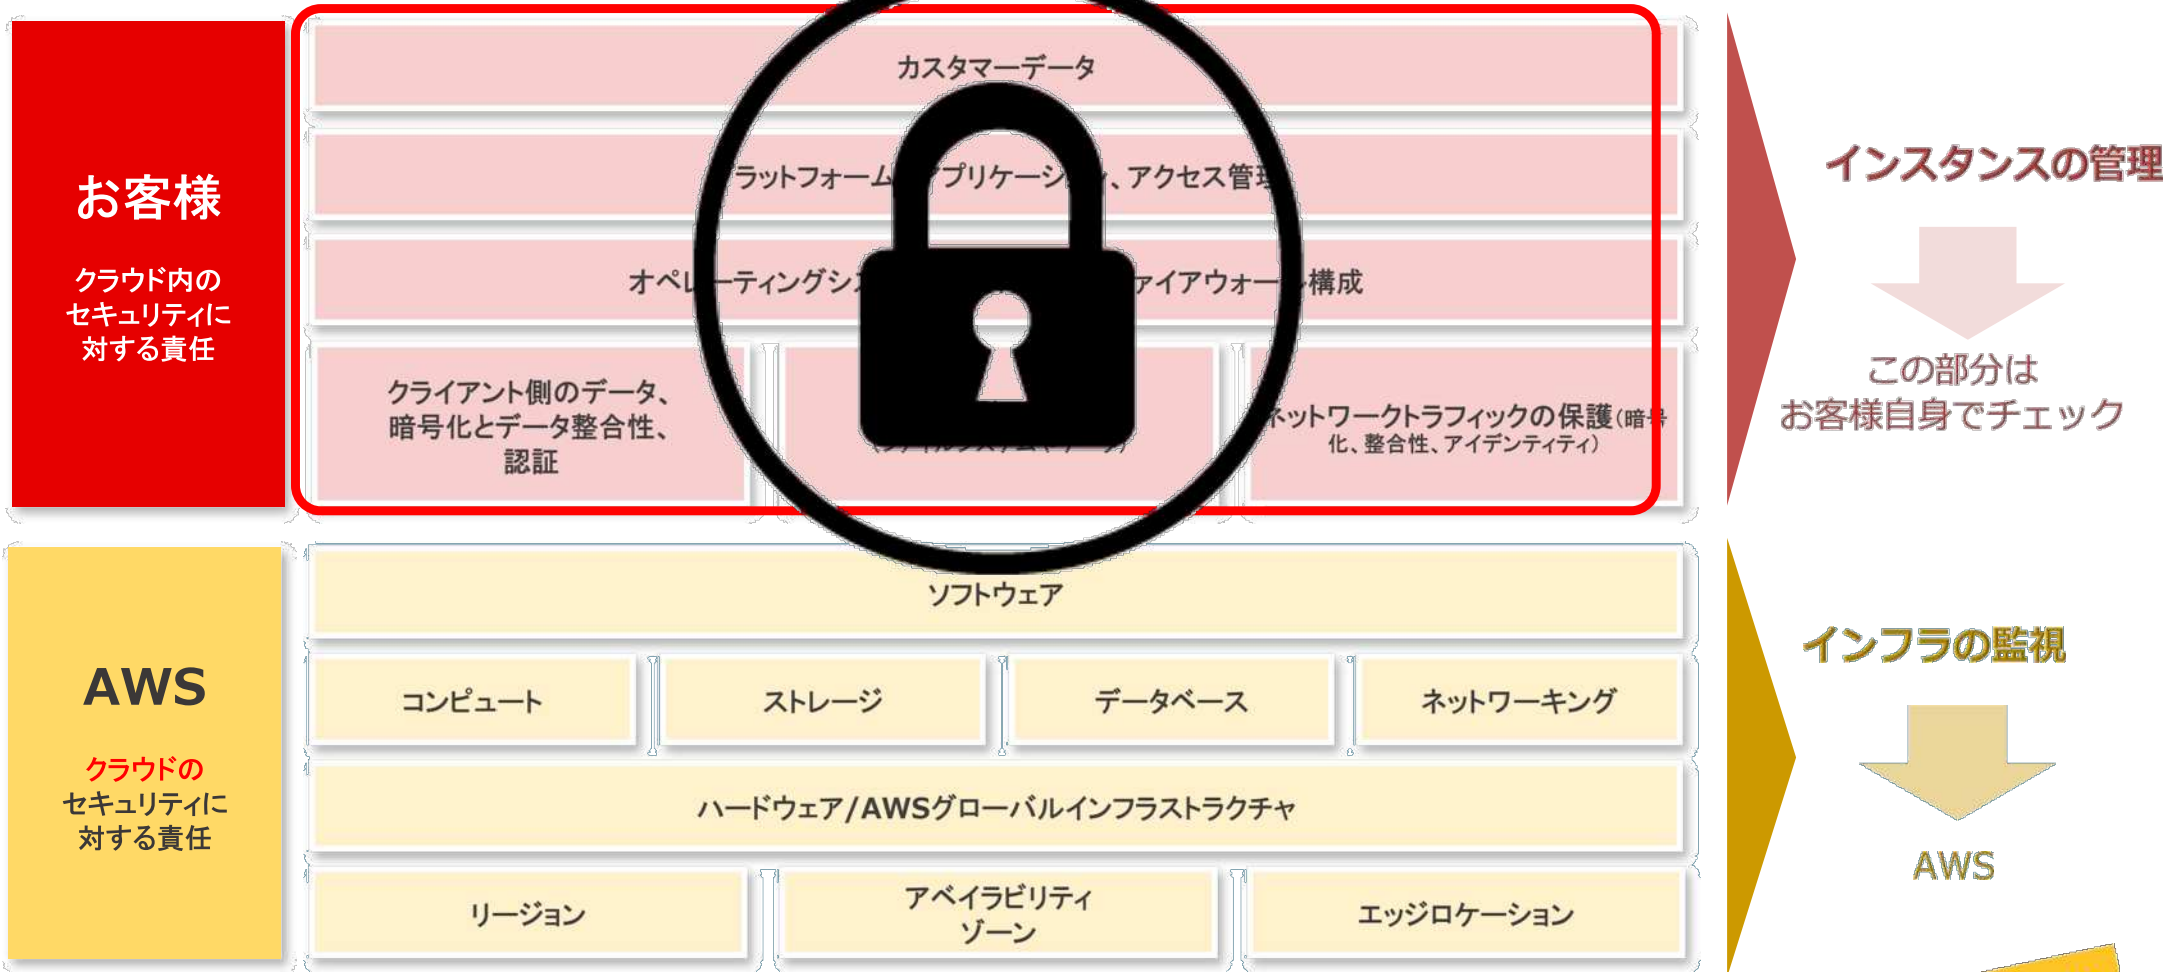 お客様
クラウド内の
セキュリティに
対する責任
カスタマーデータ
ラットフォーム プリケーシ 、アクセス管理
オペレーティングシ ァイアウォール構成
クライアント側のデータ、
暗号化とデータ整合性、
認証
ネットワークトラフィックの保護(暗号
化、整合性、アイデンティティ)
インスタンスの管理
この部分は
お客様自身でチェック
AWS
クラウドの
セキュリティに
対する責任
ソフトウェア
コンピュート
ストレージ
データベース
ネットワーキング
ハードウェア/AWSグローバルインフラストラクチャ
リージョン
アベイラビリティ
ゾーン
エッジロケーション
インフラの監視
AWS